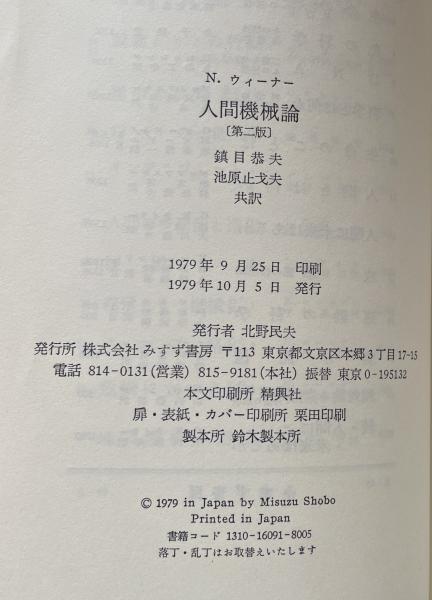 N. ウィーナー
人間機械論
〔第二版〕
鎮目恭夫
池原止戈夫
共訳
1979年 9 月25日 印刷
1979年10月 5 日 発行
発行者 北野民夫
発行所 株式会社 みすず書房 〒113 東京都文京区本郷3丁目17-15
電話 814-0131(営業) 815-9181(本社) 振替 東京0-195132
本文印刷所 精興社
扉・表紙・カバー印刷所 栗田印刷
製本所 鈴木製本所
© 1979 in Japan by Misuzu Shobo
Printed in Japan
書籍コード 1310-16091-8005
落丁・乱丁はお取替えいたします